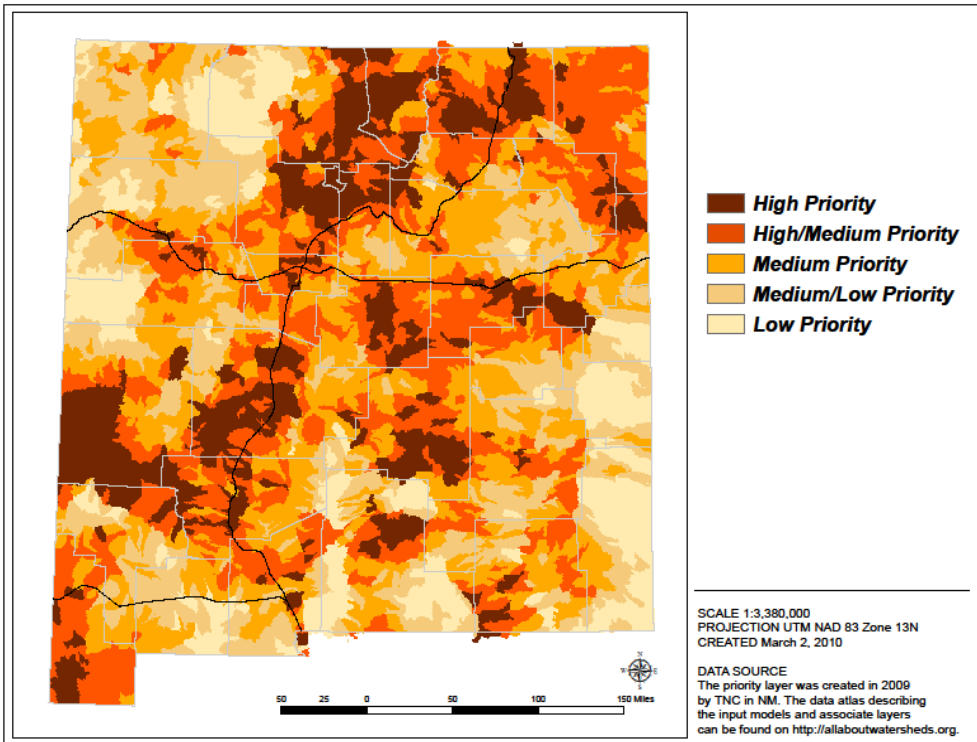 High Priority
High/Medium Priority
Medium Priority
Medium/Low Priority
Low Priority
SCALE 1:3,380,000
PROJECTION UTM NAD 83 Zone 13N
CREATED March 2, 2010
DATA SOURCE
The priority layer was created in 2009
by TNC in NM. The data atlas describing
the input models and associate layers
can be found on http://allaboutwatersheds.org.
N
W E
S
50 25 0 50 100 150 Miles